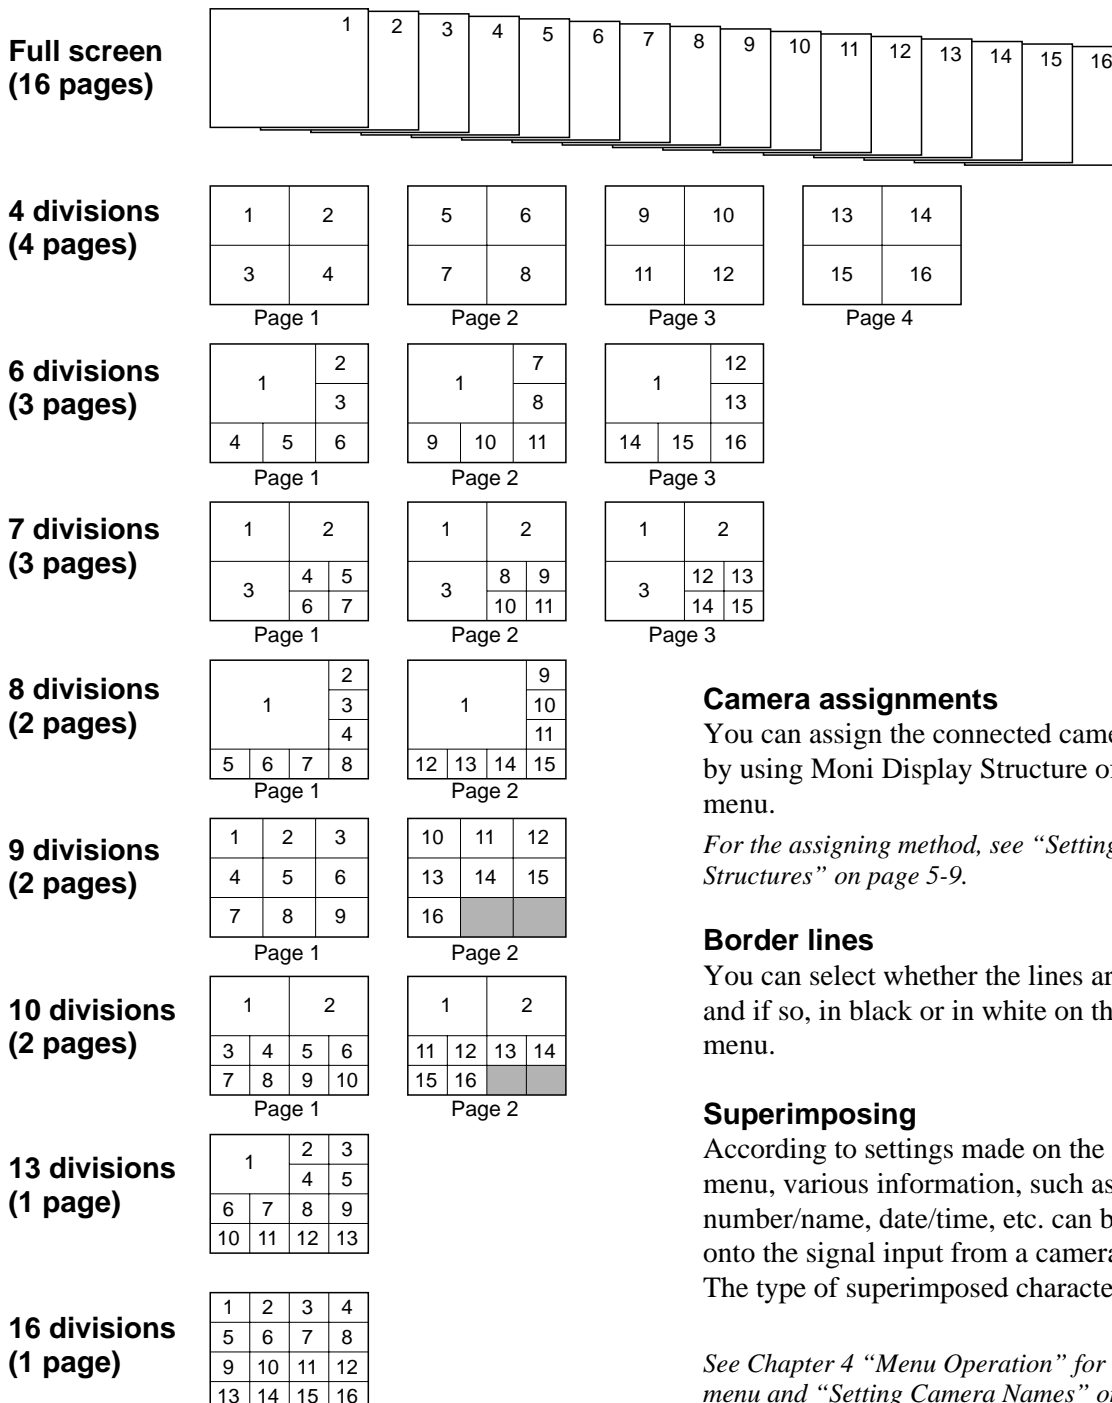 Full screen
(16 pages)
1 2 3 4 5 6 7 8 9 10 11 12 13 14 15 16
4 divisions
(4 pages)
1 2
3 4
Page 1
5 6
7 8
Page 2
9 10
11 12
Page 3
13 14
15 16
Page 4
6 divisions
(3 pages)
1 2
3
4 5 6
Page 1
1 7
8
9 10 11
Page 2
1 12
13
14 15 16
Page 3
7 divisions
(3 pages)
1 2
3 4 5
6 7
Page 1
1 2
3 8 9
10 11
Page 2
1 2
3 12 13
14 15
Page 3
8 divisions
(2 pages)
1 2
3
4
5 6 7 8
Page 1
1 9
10
11
12 13 14 15
Page 2
9 divisions
(2 pages)
1 2 3
4 5 6
7 8 9
Page 1
10 11 12
13 14 15
16
Page 2
10 divisions
(2 pages)
1 2
3 4 5 6
7 8 9 10
Page 1
1 2
11 12 13 14
15 16
Page 2
13 divisions
(1 page)
1 2 3
4 5
6 7 8 9
10 11 12 13
16 divisions
(1 page)
1 2 3 4
5 6 7 8
9 10 11 12
13 14 15 16
Camera assignments
You can assign the connected
by using Moni Display Structure
menu.
For the assigning method, see “Setting
Structures” on page 5-9.
Border lines
You can select whether the lines
and if so, in black or in white on
menu.
Superimposing
According to settings made on the
menu, various information, such as
number/name, date/time, etc. can
onto the signal input from a camera
The type of superimposed
See Chapter 4 “Menu Operation” for
menu and “Setting Camera Names”